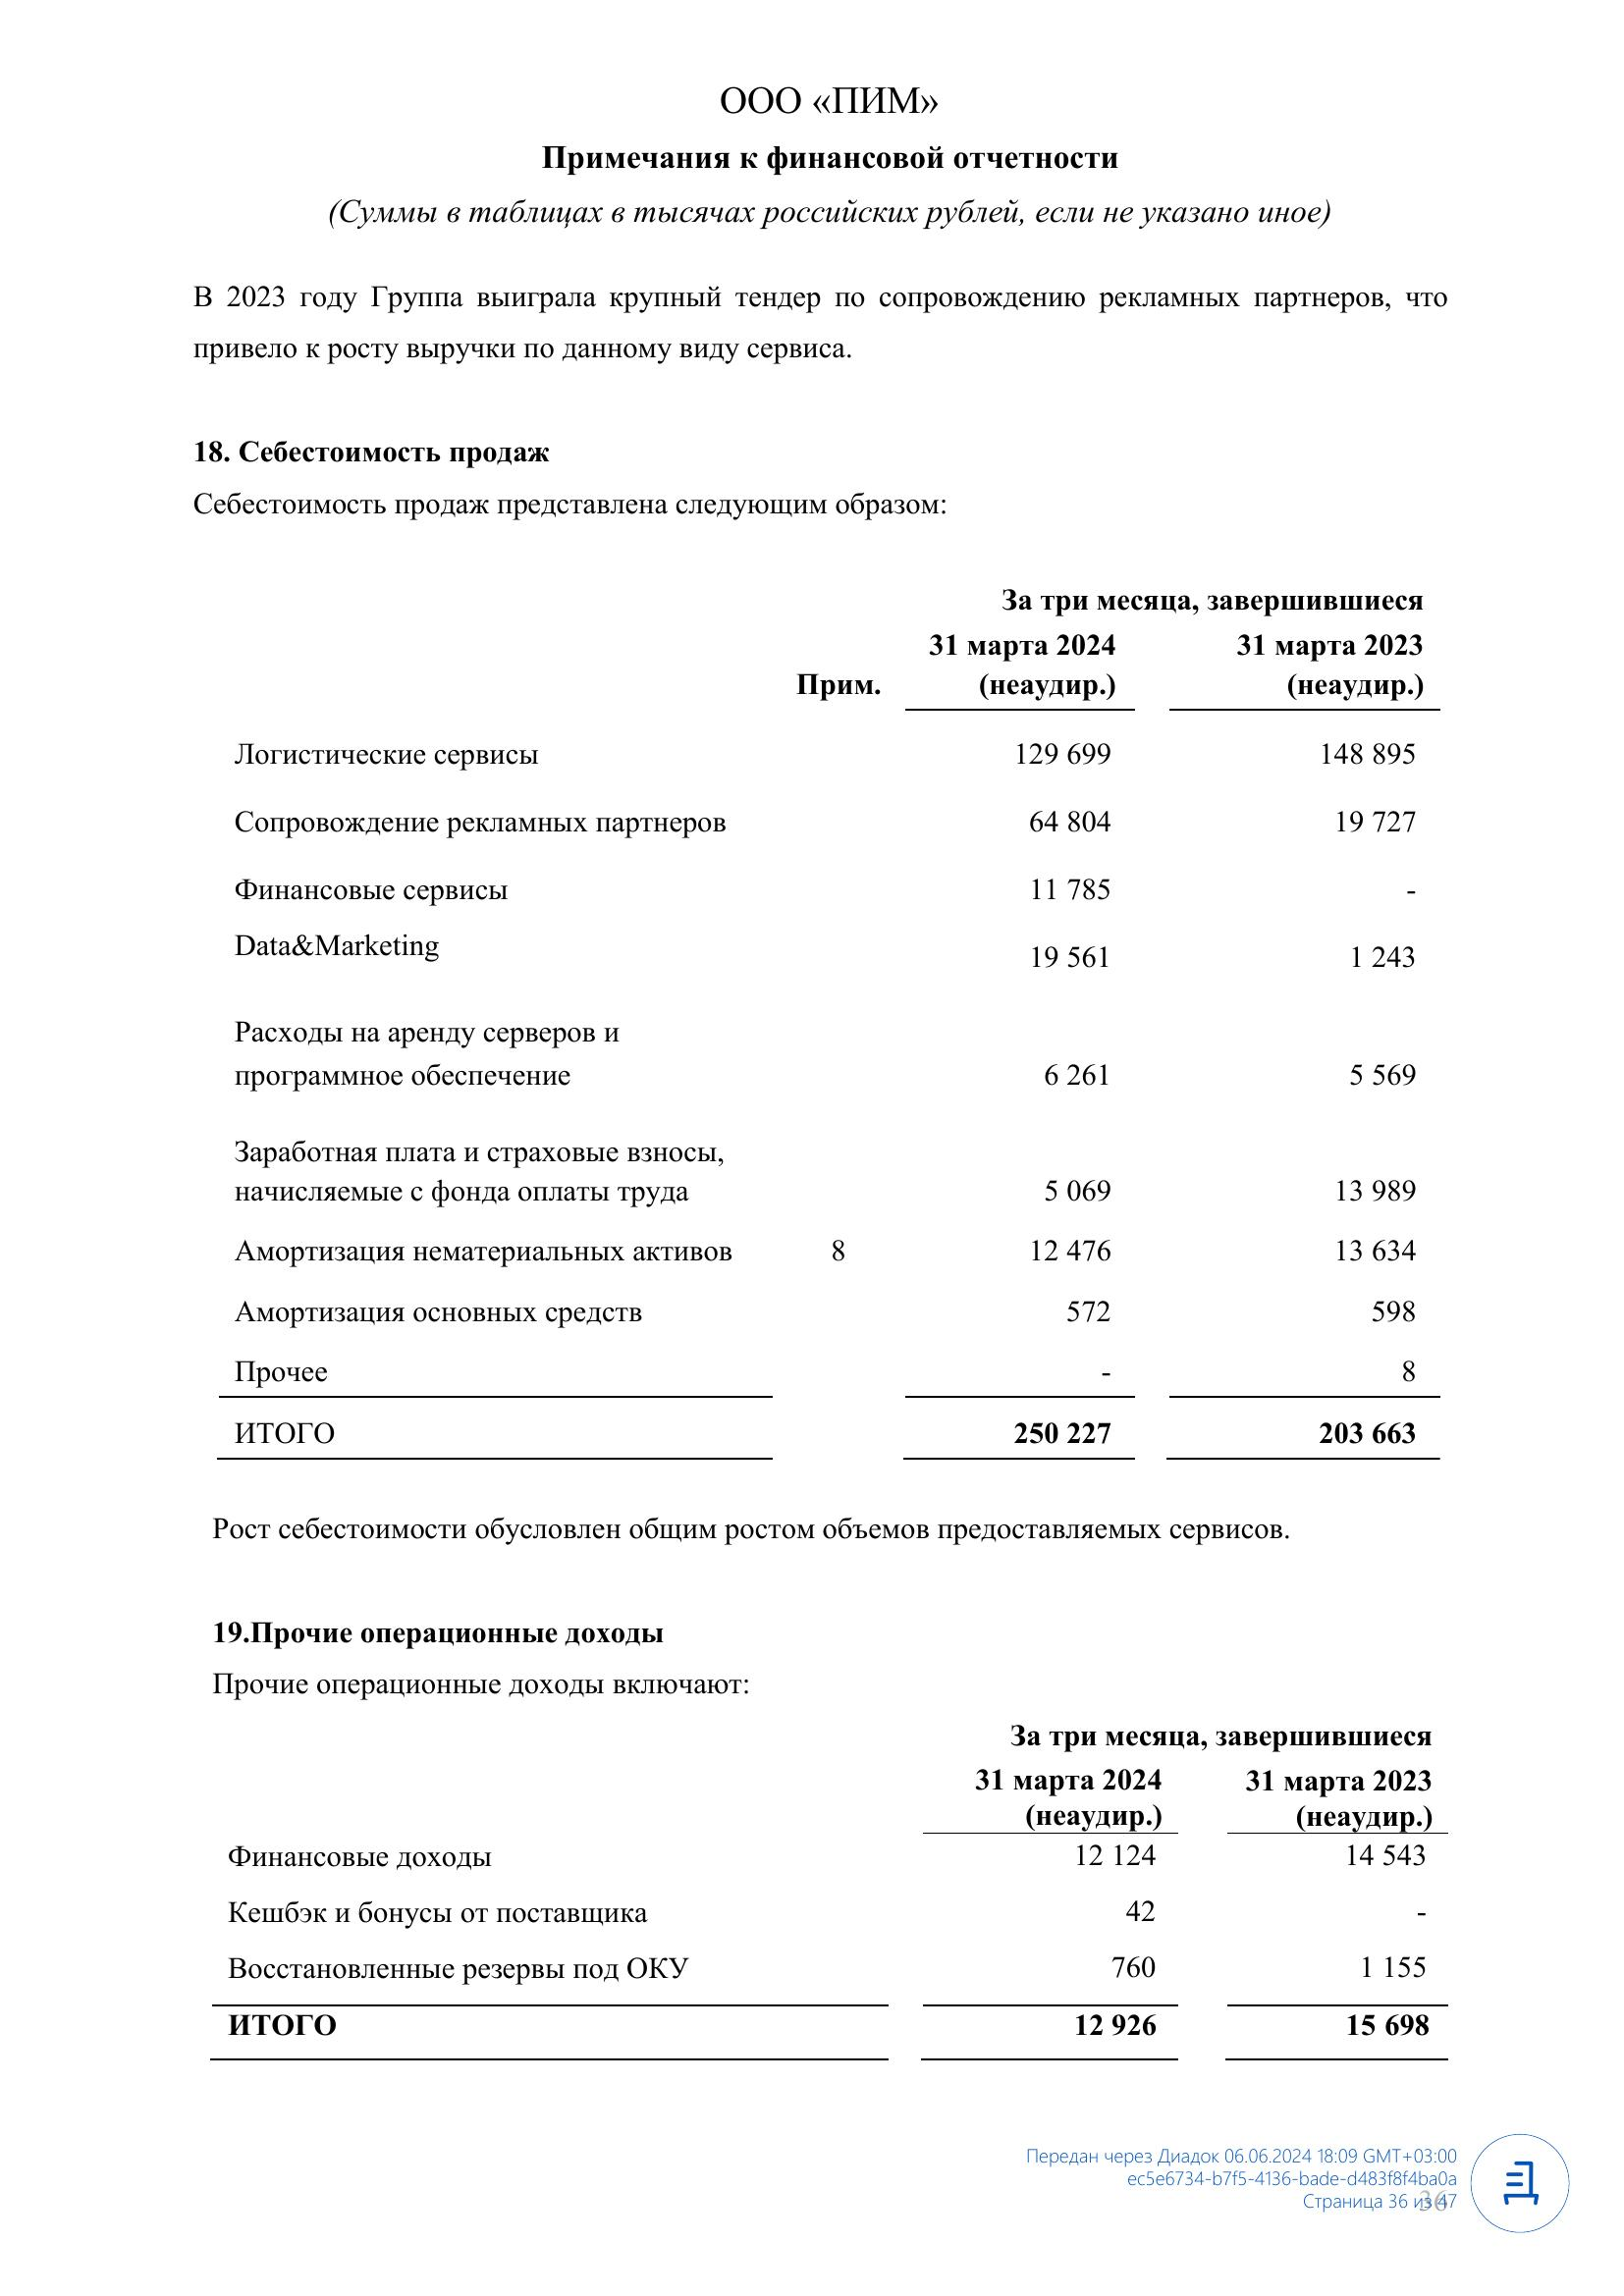 ООО «ПИМ»
Примечания к финансовой отчетности
(Суммы в таблицах в тысячах российских рублей, если не указано иное)
В 2023 году Группа выиграла крупный тендер по сопровождению рекламных партнеров, что
привело к росту выручки по данному виду сервиса.
18. Себестоимость продаж
Себестоимость продаж представлена следующим образом:
За три месяца, завершившиеся
31 марта 2024 31 марта 2023
Прим. (неаудир.) (неаудир.)
Логистические сервисы 129 699 148 895
Сопровождение рекламных партнеров 64 804 19 727
Финансовые сервисы 11 785 -
Data&Marketing 19 561 1 243
Расходы на аренду серверов и
программное обеспечение 6 261 5 569
Заработная плата и страховые взносы,
начисляемые с фонда оплаты труда 5 069 13 989
Амортизация нематериальных активов 8 12 476 13 634
Амортизация основных средств 572 598
Прочее - 8
ИТОГО 250 227 203 663
Рост себестоимости обусловлен общим ростом объемов предоставляемых сервисов.
19.Прочие операционные доходы
Прочие операционные доходы включают:
За три месяца, завершившиеся
31 марта 2024 31 марта 2023
(неаудир.) (неаудир.)
Финансовые доходы 12 124 14 543
Кешбэк и бонусы от поставщика 42 -
Восстановленные резервы под ОКУ 760 1 155
ИТОГО 12 926 15 698
Передан через Диадок 06.06.2024 18:09 GMT+03:00
ec5e6734-b7f5-4136-bade-d483f8f4ba0a
Страница 36 из 47
36